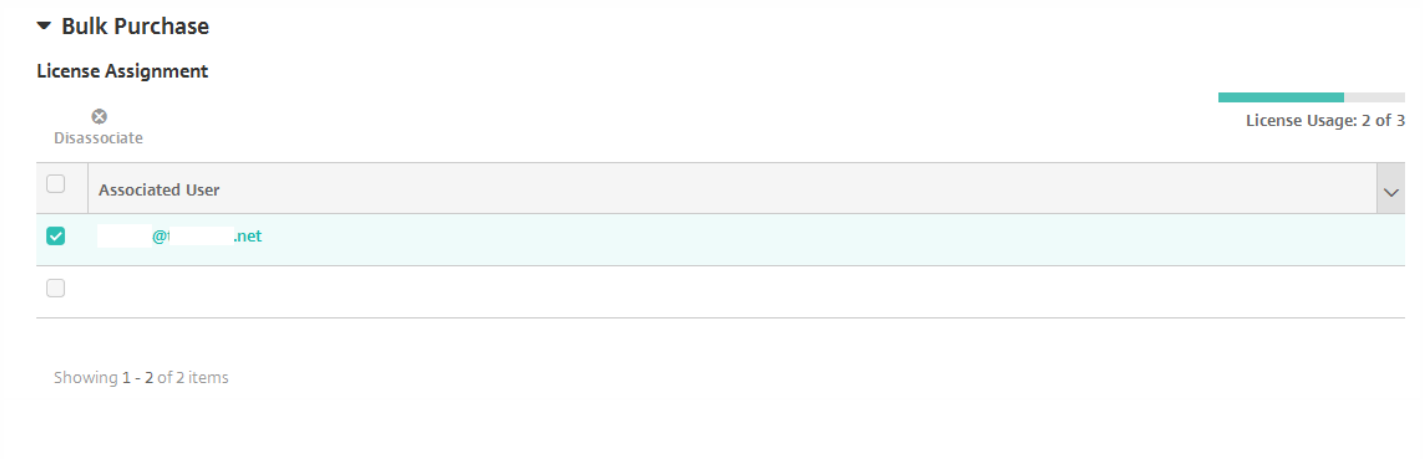 Bulk Purchase
License Assignment
Disassociate
License Usage: 2 of 3
Associated User
@ .net
Showing 1 - 2 of 2 items